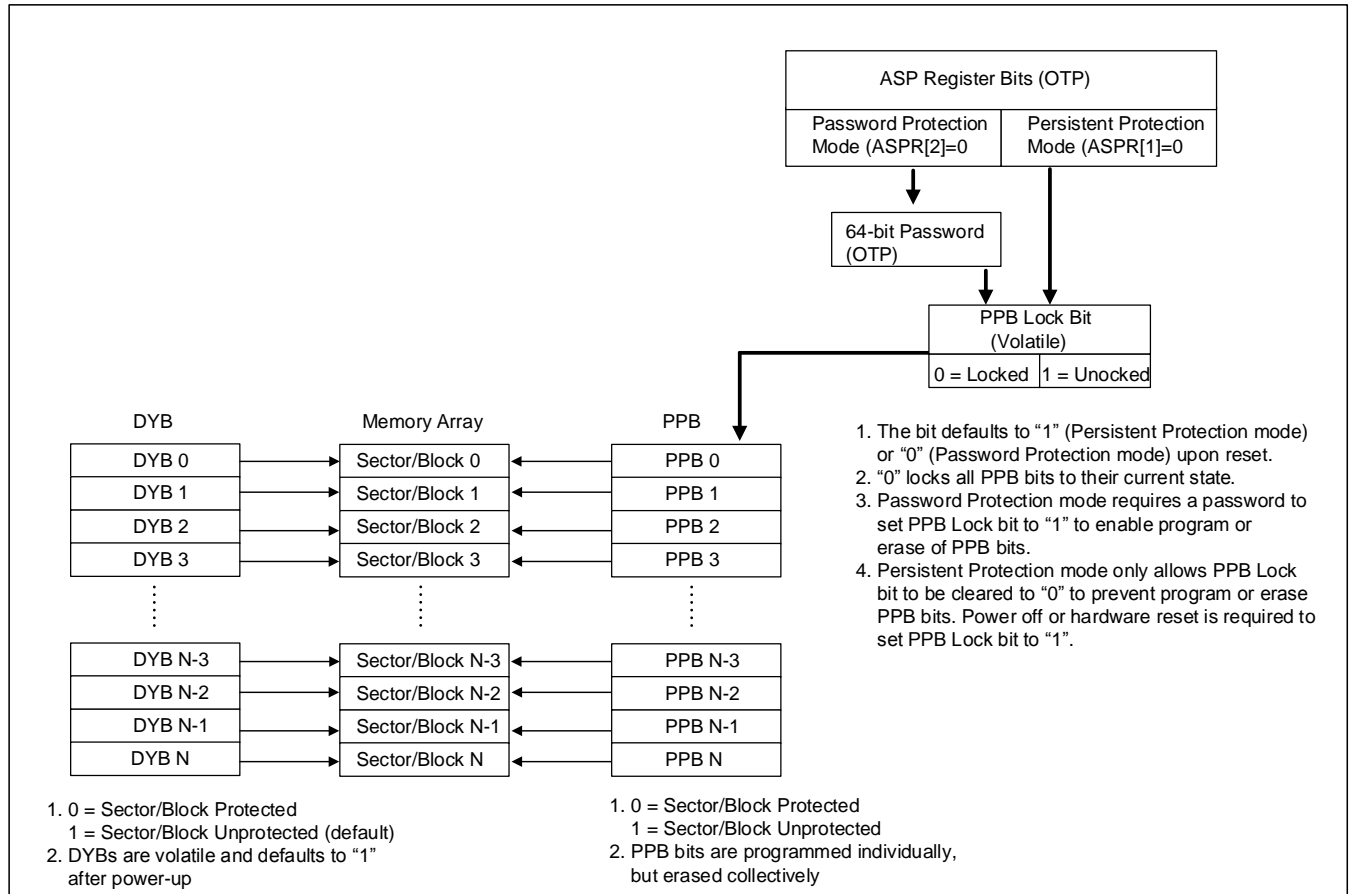 ASP Register Bits (OTP)
Password Protection
Mode (ASPR[2]=0
Persistent Protection
Mode (ASPR[1]=0
64-bit Password
(OTP)
PPB Lock Bit
(Volatile)
0 = Locked
1 = Unocked
DYB
Memory Array
PPB
DYB 0
Sector/Block 0
PPB 0
DYB 1
Sector/Block 1
PPB 1
DYB 2
Sector/Block 2
PPB 2
DYB 3
Sector/Block 3
PPB 3
DYB N-3
Sector/Block N-3
PPB N-3
DYB N-2
Sector/Block N-2
PPB N-2
DYB N-1
Sector/Block N-1
PPB N-1
DYB N
Sector/Block N
PPB N
1. The bit defaults to “1” (Persistent Protection mode)
or “0” (Password Protection mode) upon reset.
2. “0” locks all PPB bits to their current state.
3. Password Protection mode requires a password to
set PPB Lock bit to “1” to enable program or
erase of PPB bits.
4. Persistent Protection mode only allows PPB Lock
bit to be cleared to “0” to prevent program or erase
PPB bits. Power off or hardware reset is required to
set PPB Lock bit to “1”.
1. 0 = Sector/Block Protected
1 = Sector/Block Unprotected (default)
2. DYBs are volatile and defaults to “1”
after power-up
1. 0 = Sector/Block Protected
1 = Sector/Block Unprotected
2. PPB bits are programmed individually,
but erased collectively